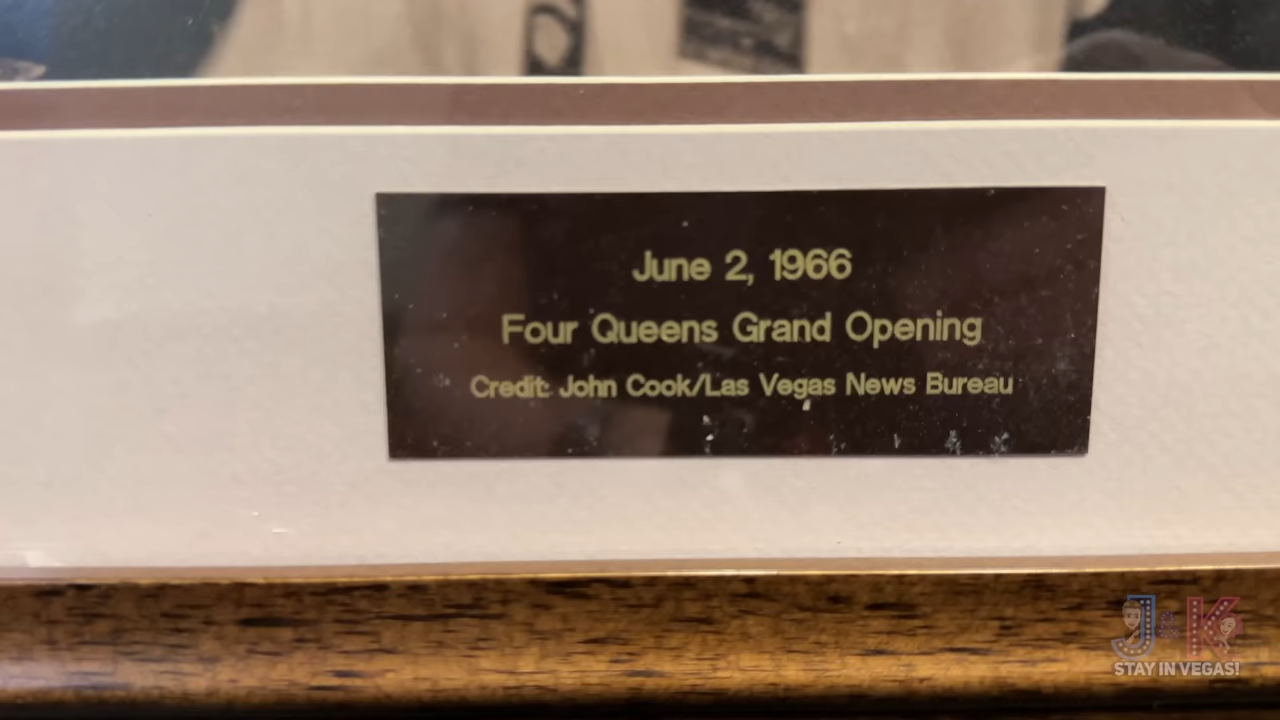 June 2, 1966
Four Queens Grand Opening
Credit: John Cook/Las Vegas News Bureau
J&K
STAY IN VEGAS!